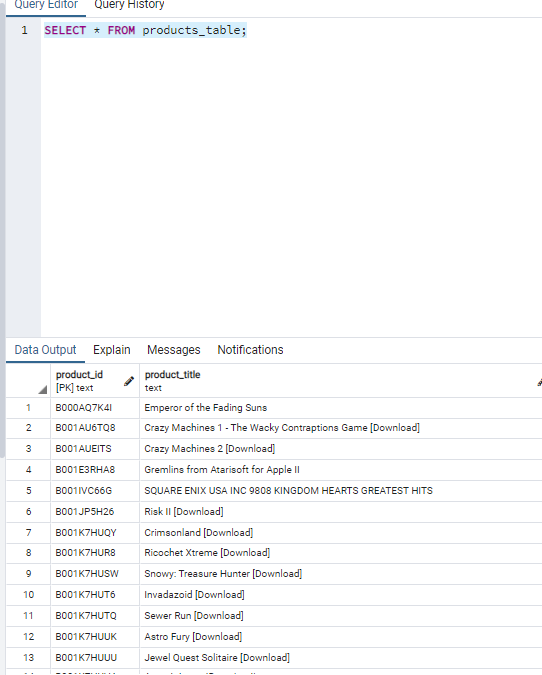 Query Editor Query History
1 SELECT * FROM products_table;
Data Output Explain Messages Notifications
product_id product_title
[PK] text text
1 B000AQ7K4I Emperor of the Fading Suns
2 B001AU6TQ8 Crazy Machines 1 - The Wacky Contraptions Game [Download]
3 B001AUEITS Crazy Machines 2 [Download]
4 B001E3RHA8 Gremlins from Atarisoft for Apple II
5 B001IVC66G SQUARE ENIX USA INC 9808 KINGDOM HEARTS GREATEST HITS
6 B001JP5H26 Risk II [Download]
7 B001K7HUQY Crimsonland [Download]
8 B001K7HUR8 Ricochet Xtreme [Download]
9 B001K7HUSW Snowy: Treasure Hunter [Download]
10 B001K7HUT6 Invadazoid [Download]
11 B001K7HUTQ Sewer Run [Download]
12 B001K7HUUK Astro Fury [Download]
13 B001K7HUUU Jewel Quest Solitaire [Download]